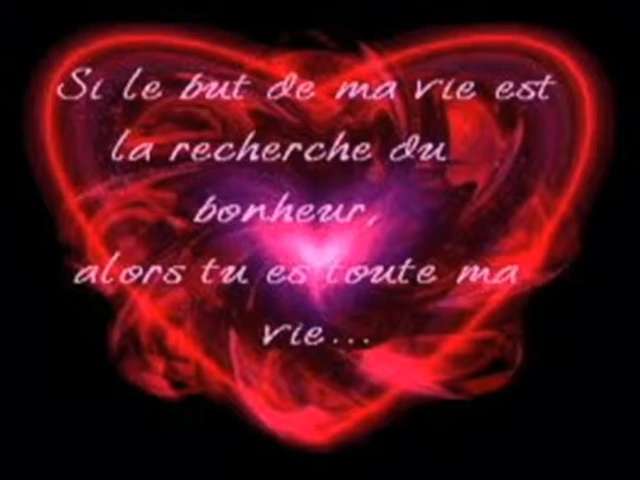 Si le but de ma vie est
la recherche du
bonheur,
alors tu es toute ma
vie...